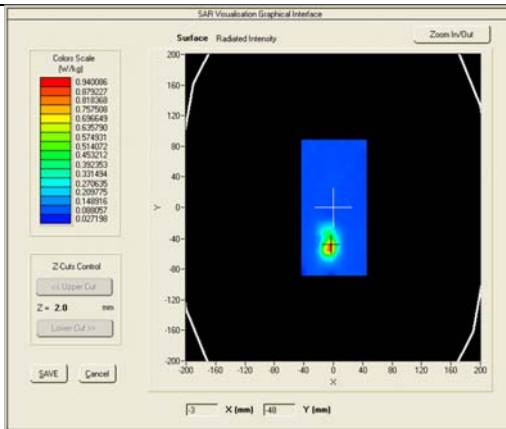 SAR Visualisation Graphical Interface
Surface Radiated Intensity
Zoom In/Out
Colors Scale
(W/kg)
0.940086
0.879227
0.818368
0.757508
0.696649
0.635790
0.574931
0.514072
0.453212
0.392353
0.331494
0.270635
0.209775
0.148916
0.088057
0.027198
Z-Cuts Control
<< Upper Cut
Z = 2.0 mm
Lower Cut >>
SAVE Cancel
200
160
120
80
40
0
-40
-80
-120
-160
-200
Y
-200 -160 -120 -80 -40 0 40 80 120 160 200
X
-3 X (mm) -48 Y (mm)